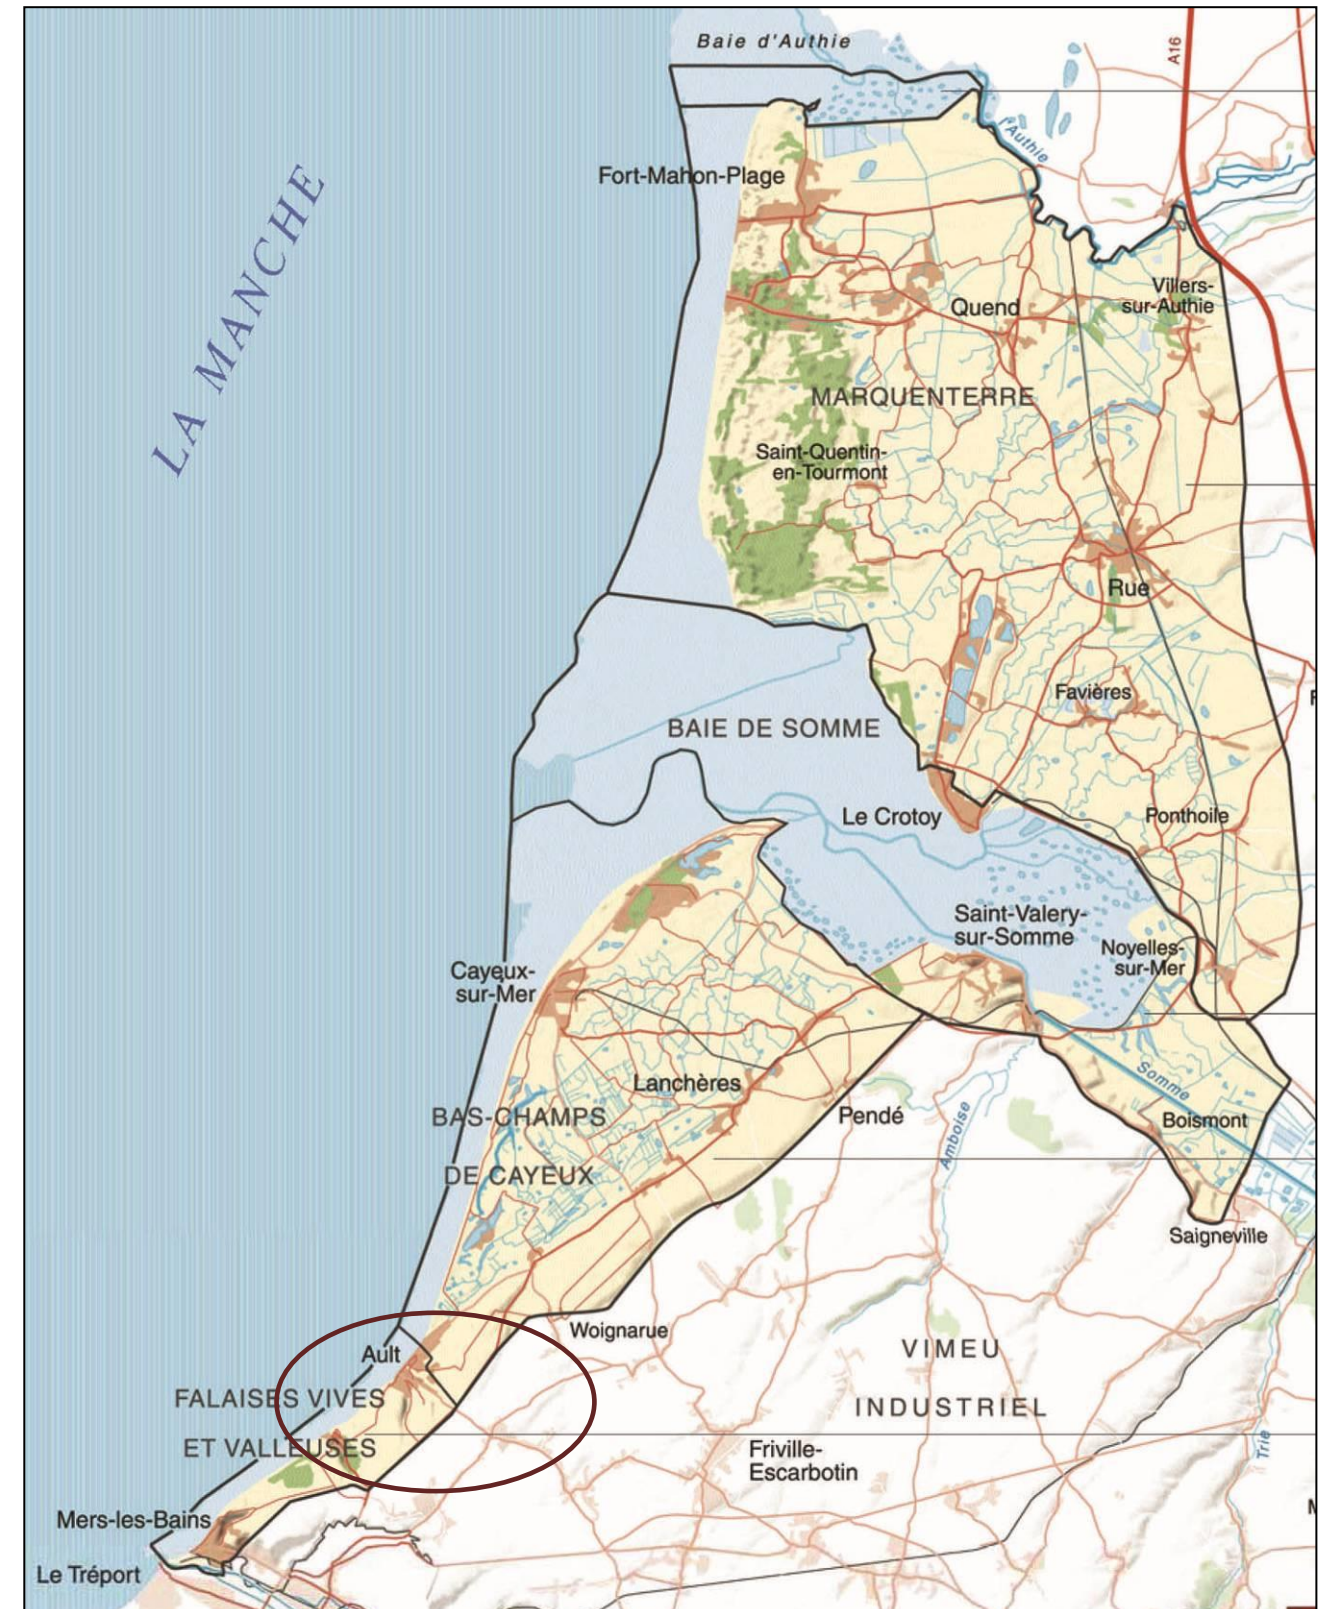 Baie d'Authie
A16
l'Authie
LA MANCHE
Fort-Mahon-Plage
Villers-
sur-Authie
Quend
MARQUENTERRE
Saint-Quentin-
en-Tourmont
Rue
Favières
BAIE DE SOMME
Le Crotoy
Ponthoile
Saint-Valery-
sur-Somme
Noyelles-
sur-Mer
Cayeux-
sur-Mer
Lanchères
Somme
BAS-CHAMPS
Pendé
Amboise
Boismont
DE CAYEUX
Saigneville
Woignarue
Ault
VIMEU
FALAISES VIVES
INDUSTRIEL
ET VALLEUSES
Friville-
Escarbotin
Trie
Mers-les-Bains
Le Tréport